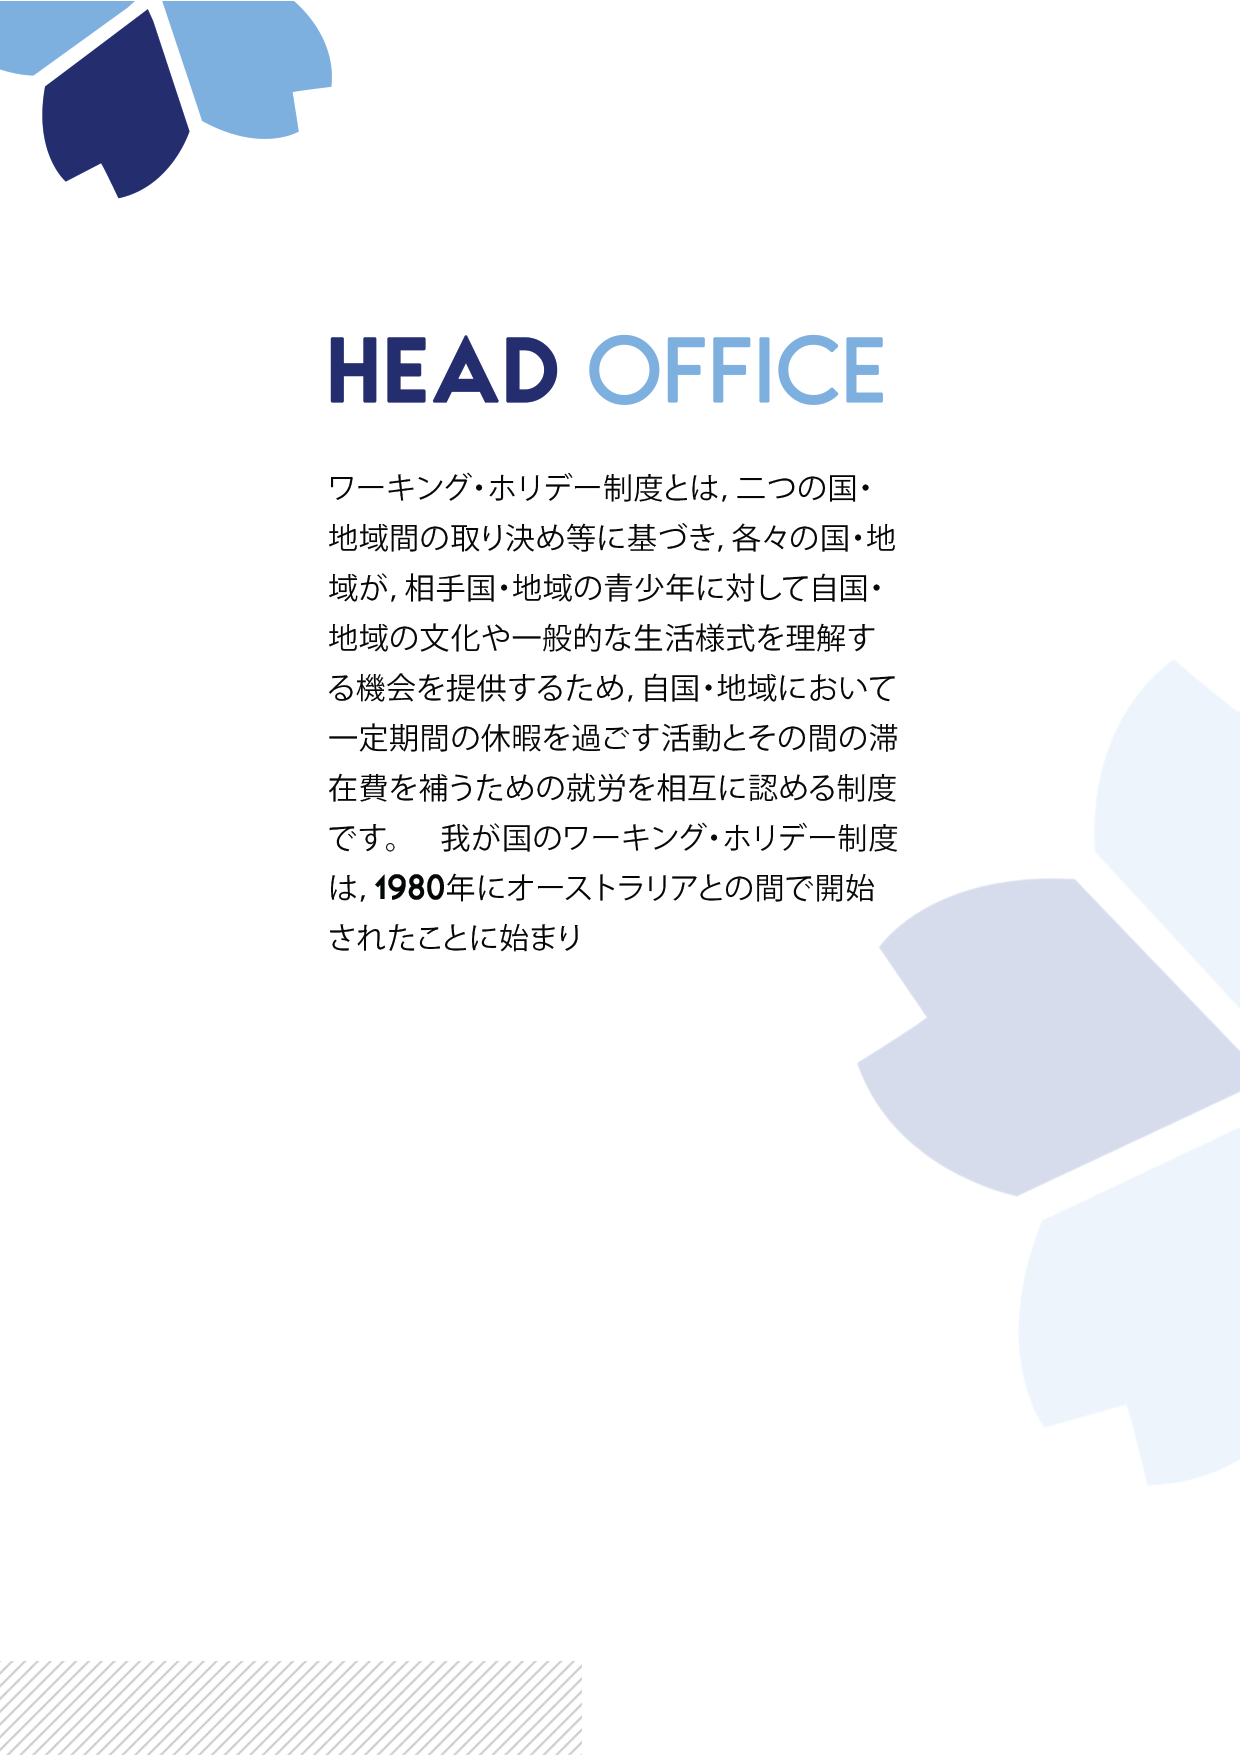 HEAD OFFICE
ワーキング・ホリデー制度とは, 二つの国・
地域間の取り決め等に基づき, 各々の国・地
域が, 相手国・地域の青少年に対して自国・
地域の文化や一般的な生活様式を理解す
る機会を提供するため, 自国・地域において
一定期間の休暇を過ごす活動とその間の滞
在費を補うための就労を相互に認める制度
です。　我が国のワーキング・ホリデー制度
は, 1980年にオーストラリアとの間で開始
されたことに始まり